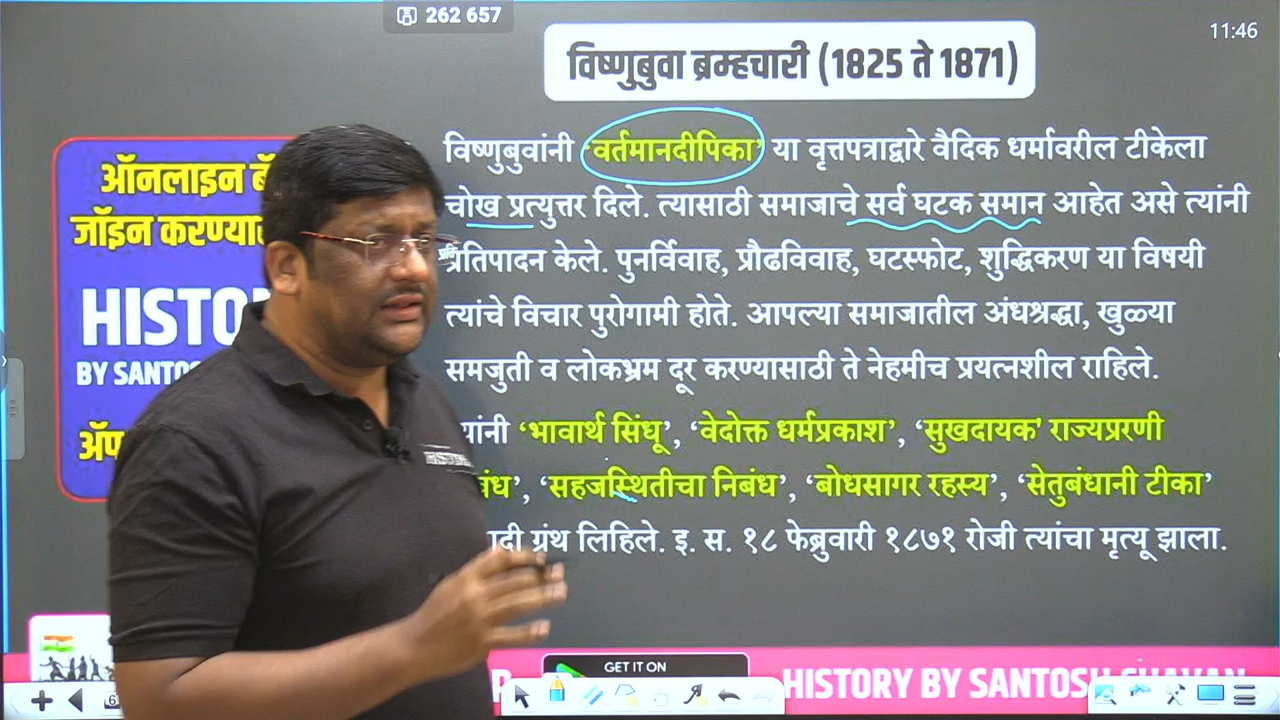 262 657
11:46
विष्णुबुवा ब्रम्हचारी (1825 ते 1871)
ऑनलाइन
जॉइन
HISTO
BY SANTO
विष्णुबुवांनी ‘वर्तमानदीपिका’ या वृत्तपत्राद्वारे वैदिक धर्मावरील टीकेला
चोख प्रत्युत्तर दिले. त्यासाठी समाजाचे सर्व घटक समान आहेत असे त्यांनी
प्रतिपादन केले. पुनर्विवाह, प्रौढविवाह, घटस्फोट, शुद्धिकरण या विषयी
त्यांचे विचार पुरोगामी होते. आपल्या समाजातील अंधश्रद्धा, खुळ्या
समजुती व लोकभ्रम दूर करण्यासाठी ते नेहमीच प्रयत्नशील राहिले.
‘भावार्थ सिंधू’, ‘वेदोक्त धर्मप्रकाश’, ‘सुखदायक' राज्यप्ररणी
‘सहजस्थितीचा निबंध’, ‘बोधसागर रहस्य’, ‘सेतुबंधानी टीका’
ग्रंथ लिहिले. इ. स. १८ फेब्रुवारी १८७१ रोजी त्यांचा मृत्यू झाला.
GET IT ON
HISTORY BY SANTOSH CHAVAN